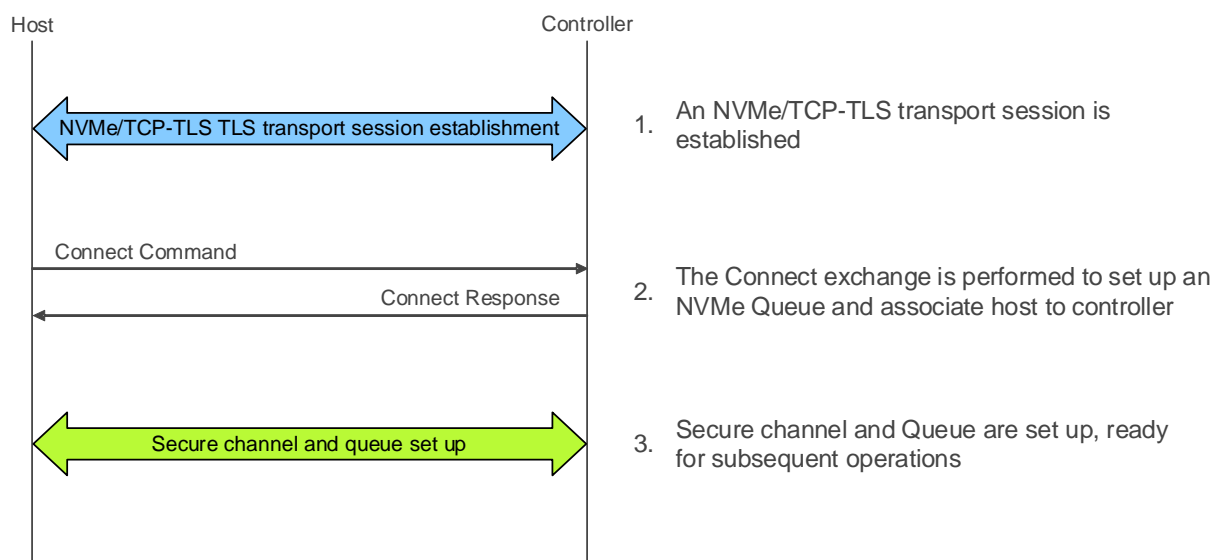 Host
Controller
NVMe/TCP-TLS TLS transport session establishment
1. An NVMe/TCP-TLS transport session is
established
Connect Command
Connect Response
2. The Connect exchange is performed to set up an
NVMe Queue and associate host to controller
Secure channel and queue set up
3. Secure channel and Queue are set up, ready
for subsequent operations